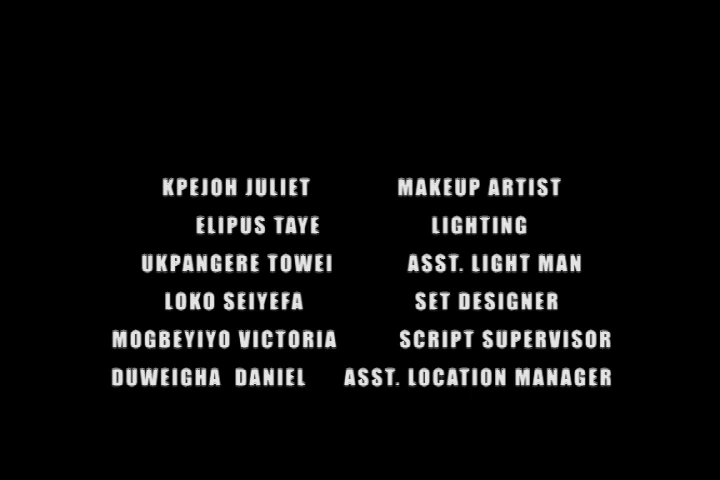 KPEJOH JULIET MAKEUP ARTIST
ELIPUS TAYE LIGHTING
UKPANGERE TOWEI ASST. LIGHT MAN
LOKO SEIYEFA SET DESIGNER
MOGBEYIYO VICTORIA SCRIPT SUPERVISOR
DUWEIGHA DANIEL ASST. LOCATION MANAGER